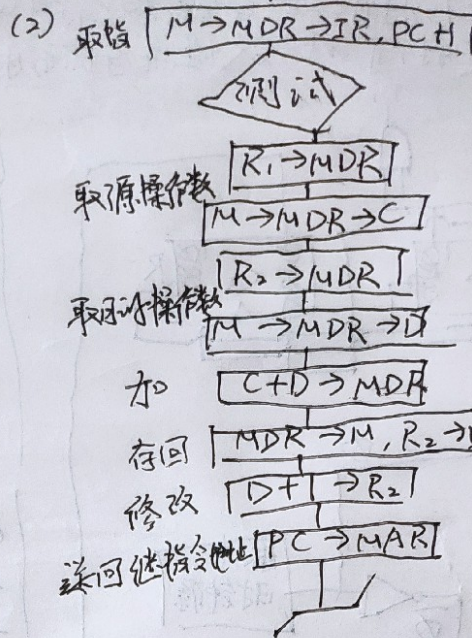 (2) 取指 M→MDR→IR, PC+1
测试
R₁→MDR
取源操作数
M→MDR→C
R₂→MDR
取目的操作数
M→MDR→D
加 C+D→MDR
存回 MDR→M, R₂→
修改 D+1→R₂
送回继指令地址 PC→MAR